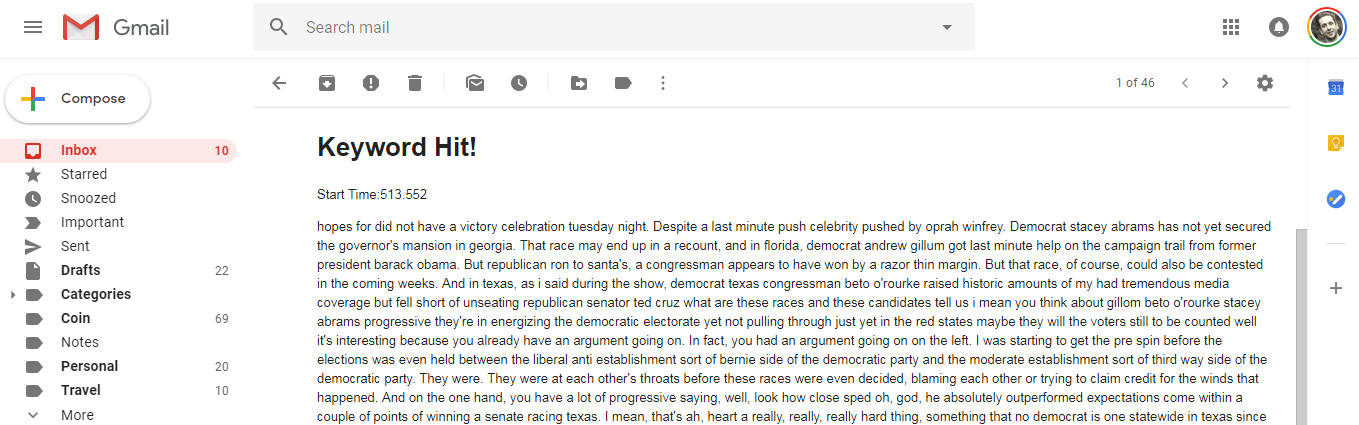 Gmail
Search mail
Compose
1 of 46
31
Inbox 10
Starred
Snoozed
Important
Sent
Drafts 22
Categories
Coin 69
Notes
Personal 20
Travel 10
More
Keyword Hit!
Start Time:513.552
hopes for did not have a victory celebration tuesday night. Despite a last minute push celebrity pushed by oprah winfrey. Democrat stacey abrams has not yet secured
the governor's mansion in georgia. That race may end up in a recount, and in florida, democrat andrew gillum got last minute help on the campaign trail from former
president barack obama. But republican ron to santa's, a congressman appears to have won by a razor thin margin. But that race, of course, could also be contested
in the coming weeks. And in texas, as i said during the show, democrat texas congressman beto o'rourke raised historic amounts of my had tremendous media
coverage but fell short of unseating republican senator ted cruz what are these races and these candidates tell us i mean you think about gillom beto o'rourke stacey
abrams progressive they're in energizing the democratic electorate yet not pulling through just yet in the red states maybe they will the voters still to be counted well
it's interesting because you already have an argument going on. In fact, you had an argument going on on the left. I was starting to get the pre spin before the
elections was even held between the liberal anti establishment sort of bernie side of the democratic party and the moderate establishment sort of third way side of the
democratic party. They were. They were at each other's throats before these races were even decided, blaming each other or trying to claim credit for the winds that
happened. And on the one hand, you have a lot of progressive saying, well, look how close sped oh, god, he absolutely outperformed expectations come within a
couple of points of winning a senate racing texas. I mean, that's ah, heart a really, really, really hard thing, something that no democrat is one statewide in texas since